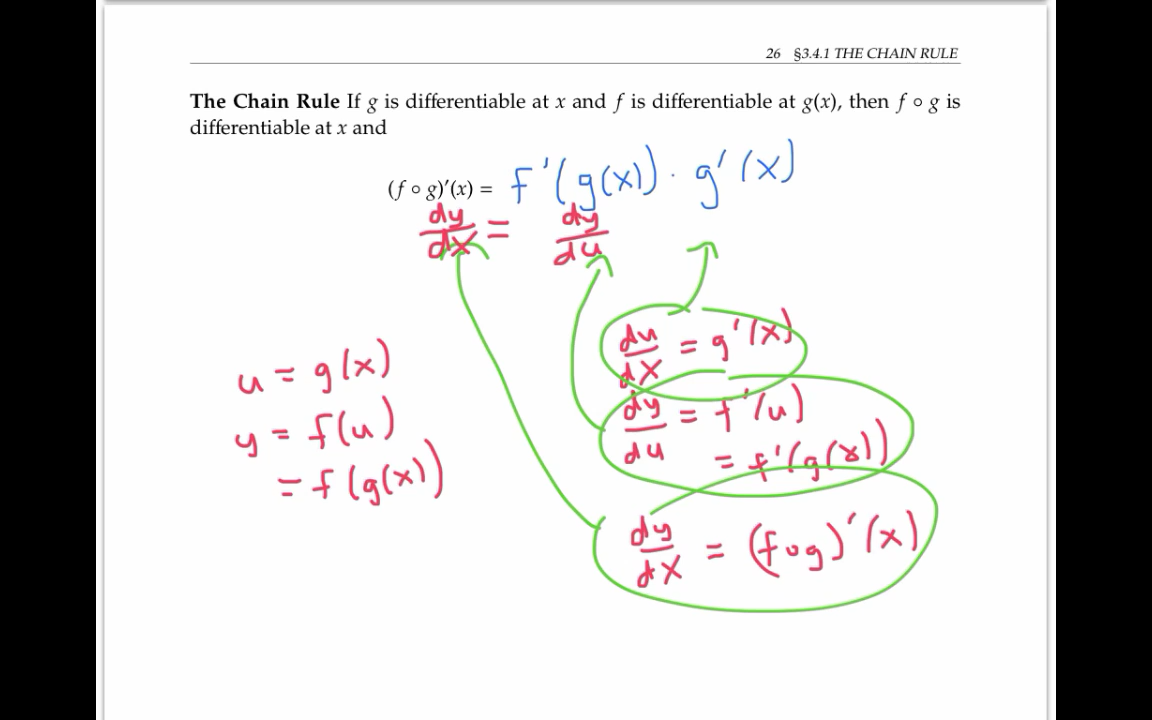 26 §3.4.1 THE CHAIN RULE
The Chain Rule If g is differentiable at x and f is differentiable at g(x), then f ∘ g is
differentiable at x and
(f ∘ g)′(x) = f'(g(x)) · g'(x)
dy/dx = dy/du
du/dx = g'(x)
u = g(x)
dy/du = f'(u)
y = f(u)
= f'(g(x))
= f(g(x))
dy/dx = (f∘g)'(x)